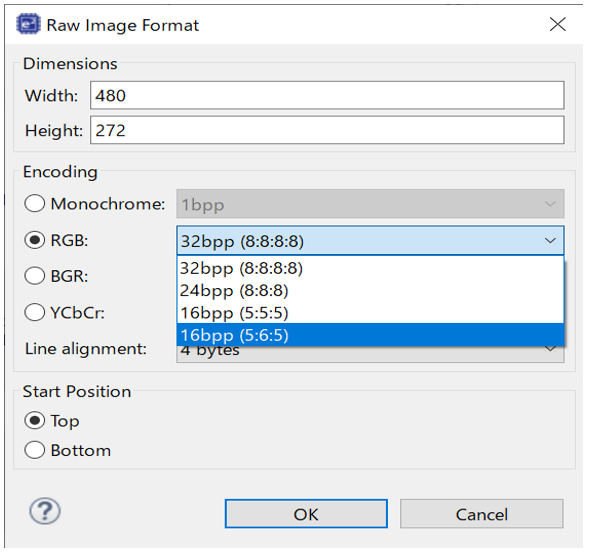 Raw Image Format
Dimensions
Width: 480
Height: 272
Encoding
Monochrome: 1bpp
RGB: 32bpp (8:8:8:8)
32bpp (8:8:8:8)
BGR:
24bpp (8:8:8)
16bpp (5:5:5)
YCbCr:
16bpp (5:6:5)
Line alignment: 4 bytes
Start Position
Top
Bottom
?
OK Cancel